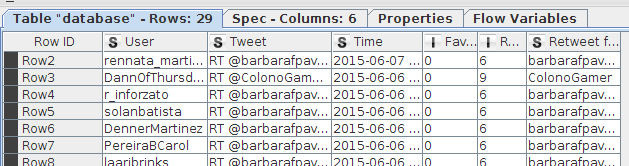 Table "database" - Rows: 29 Spec - Columns: 6 Properties Flow Variables
Row ID S User S Tweet S Time I Fav... I R... S Retweet f...
Row2 rennata_marti... RT @barbarafpav... 2015-06-07 ... 0 6 barbarafpav...
Row3 DannOfThursd... RT @ColonoGam... 2015-06-06 ... 0 9 ColonoGamer
Row4 r_inforzato RT @barbarafpav... 2015-06-06 ... 0 6 barbarafpav...
Row5 solanbatista RT @barbarafpav... 2015-06-06 ... 0 6 barbarafpav...
Row6 DennerMartinez RT @barbarafpav... 2015-06-06 ... 0 6 barbarafpav...
Row7 PereiraBCarol RT @barbarafpav... 2015-06-06 ... 0 6 barbarafpav...
Row8 laaribrinks RT @barbarafpav... 2015-06-06 ... 0 6 barbarafpav...